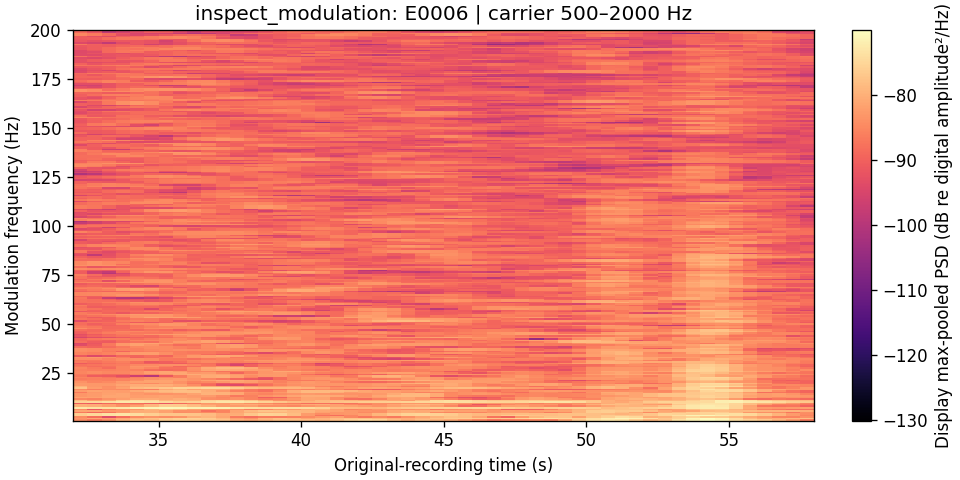 inspect_modulation: E0006 | carrier 500–2000 Hz
200
175
150
125
100
75
50
25
Modulation frequency (Hz)
35 40 45 50 55
Original-recording time (s)
−80
−90
−100
−110
−120
−130
Display max-pooled PSD (dB re digital amplitude²/Hz)